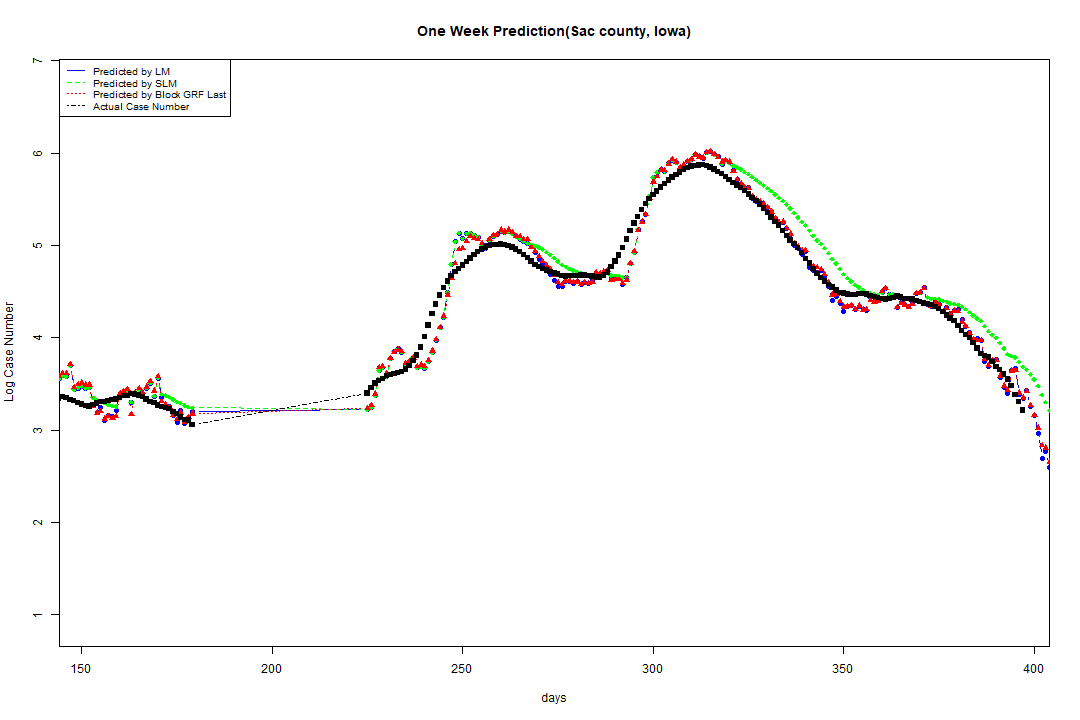 One Week Prediction(Sac county, Iowa)
7
Predicted by LM
Predicted by SLM
Predicted by Block GRF Last
Actual Case Number
6
5
4
3
2
1
Log Case Number
150 200 250 300 350 400
days